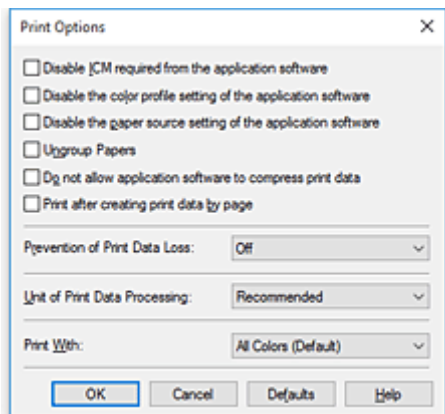 Print Options
Disable ICM required from the application software
Disable the color profile setting of the application software
Disable the paper source setting of the application software
Ungroup Papers
Do not allow application software to compress print data
Print after creating print data by page
Prevention of Print Data Loss: Off
Unit of Print Data Processing: Recommended
Print With: All Colors (Default)
OK Cancel Defaults Help